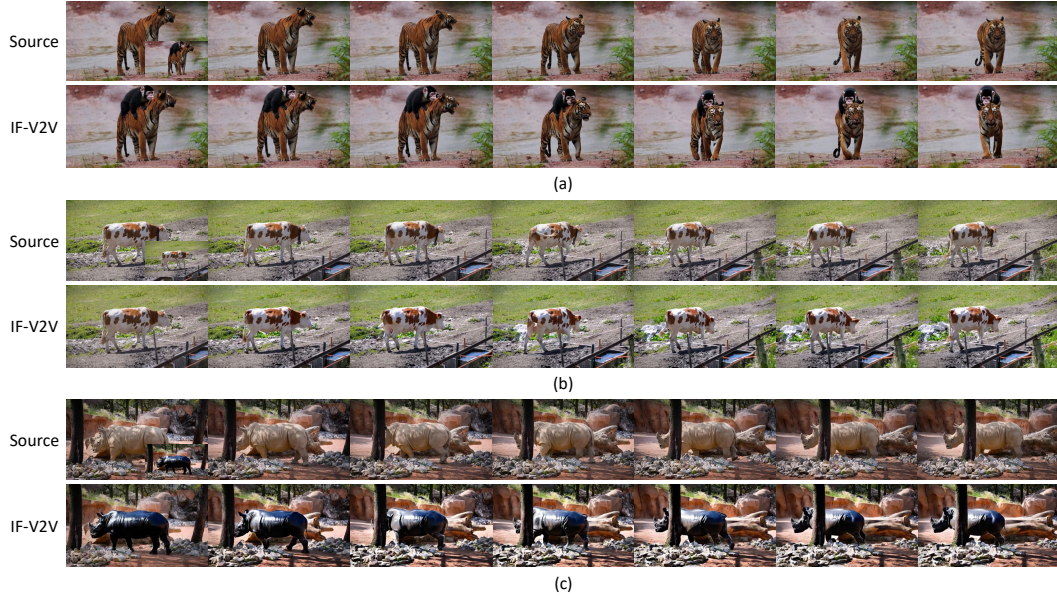 Source
IF-V2V
(a)
Source
IF-V2V
(b)
Source
IF-V2V
(c)